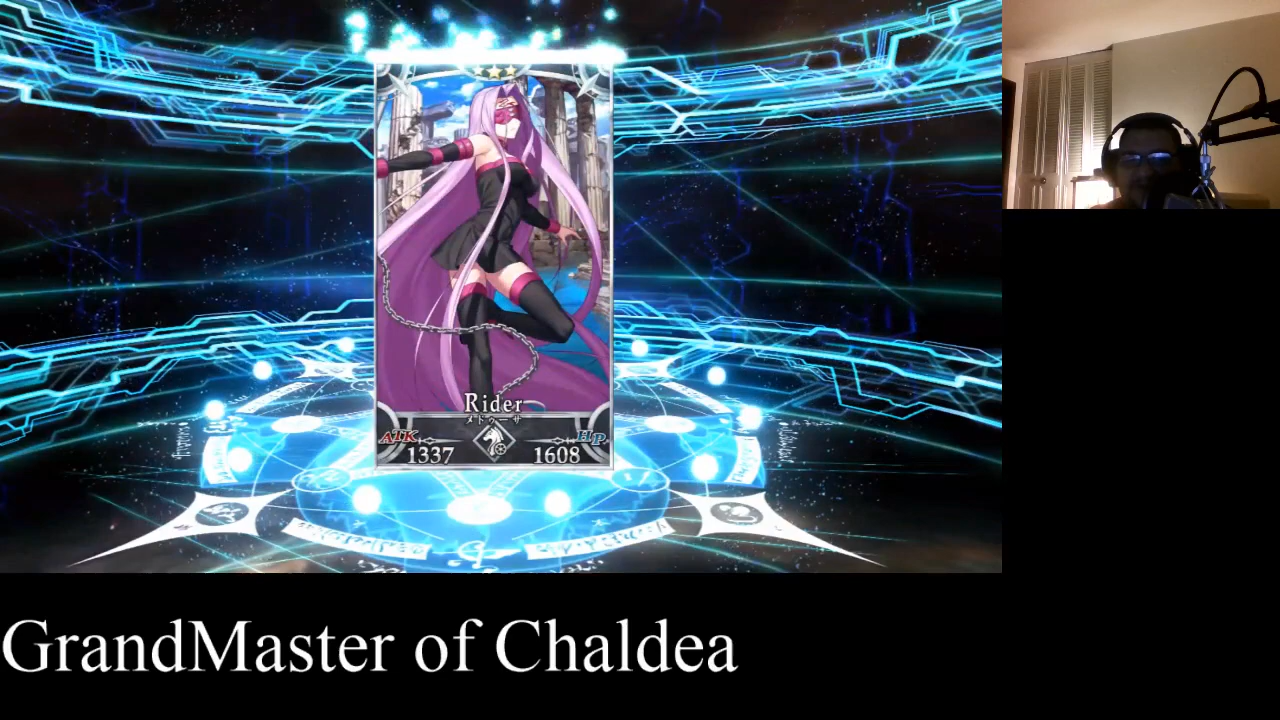 Rider
メドゥーサ
ATK HP
1337 1608
GrandMaster of Chaldea